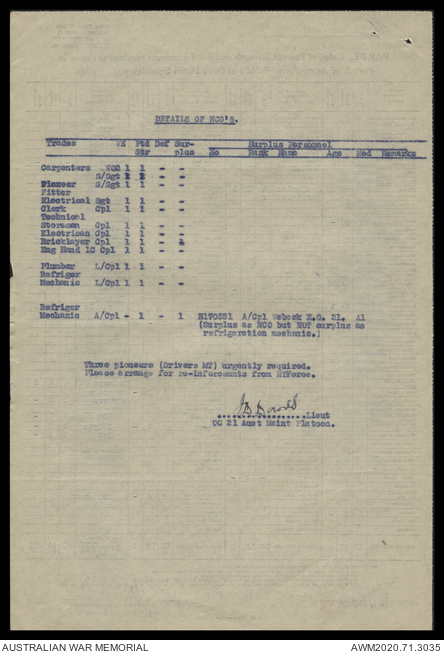 DETAILS OF NCO'S.
Trades WE Ptd Def Sur- Surplus Personnel
Str plus No Rank Name Age Med Remarks
Carpenters WO2 1 1 - -
S/Sgt 1 1 - -
Pioneer S/Sgt 1 1 - -
Fitter
Electrical Sgt 1 1 - -
Clerk Cpl 1 1 - -
Technical
Storeman Cpl 1 1 - -
Electrican Cpl 1 1 - -
Bricklayer Cpl 1 1 -
Eng Hand 1C Cpl 1 1 - -
Plumber L/Cpl 1 1 - -
Refriger
Mechanic L/Cpl 1 1 - -
Refriger
Mechanic A/Cpl - 1 - 1 A/Cpl H.G. 31. A1
(Surplus as NCO but NOT surplus as
refrigeration mechanic.)
Three pioneers (Drivers MT) urgently required.
Please arrange for re-inforcements from NTForce.
Lieut
OC 21 Aust Maint Platoon.
AUSTRALIAN WAR MEMORIAL
AWM2020.71.3035